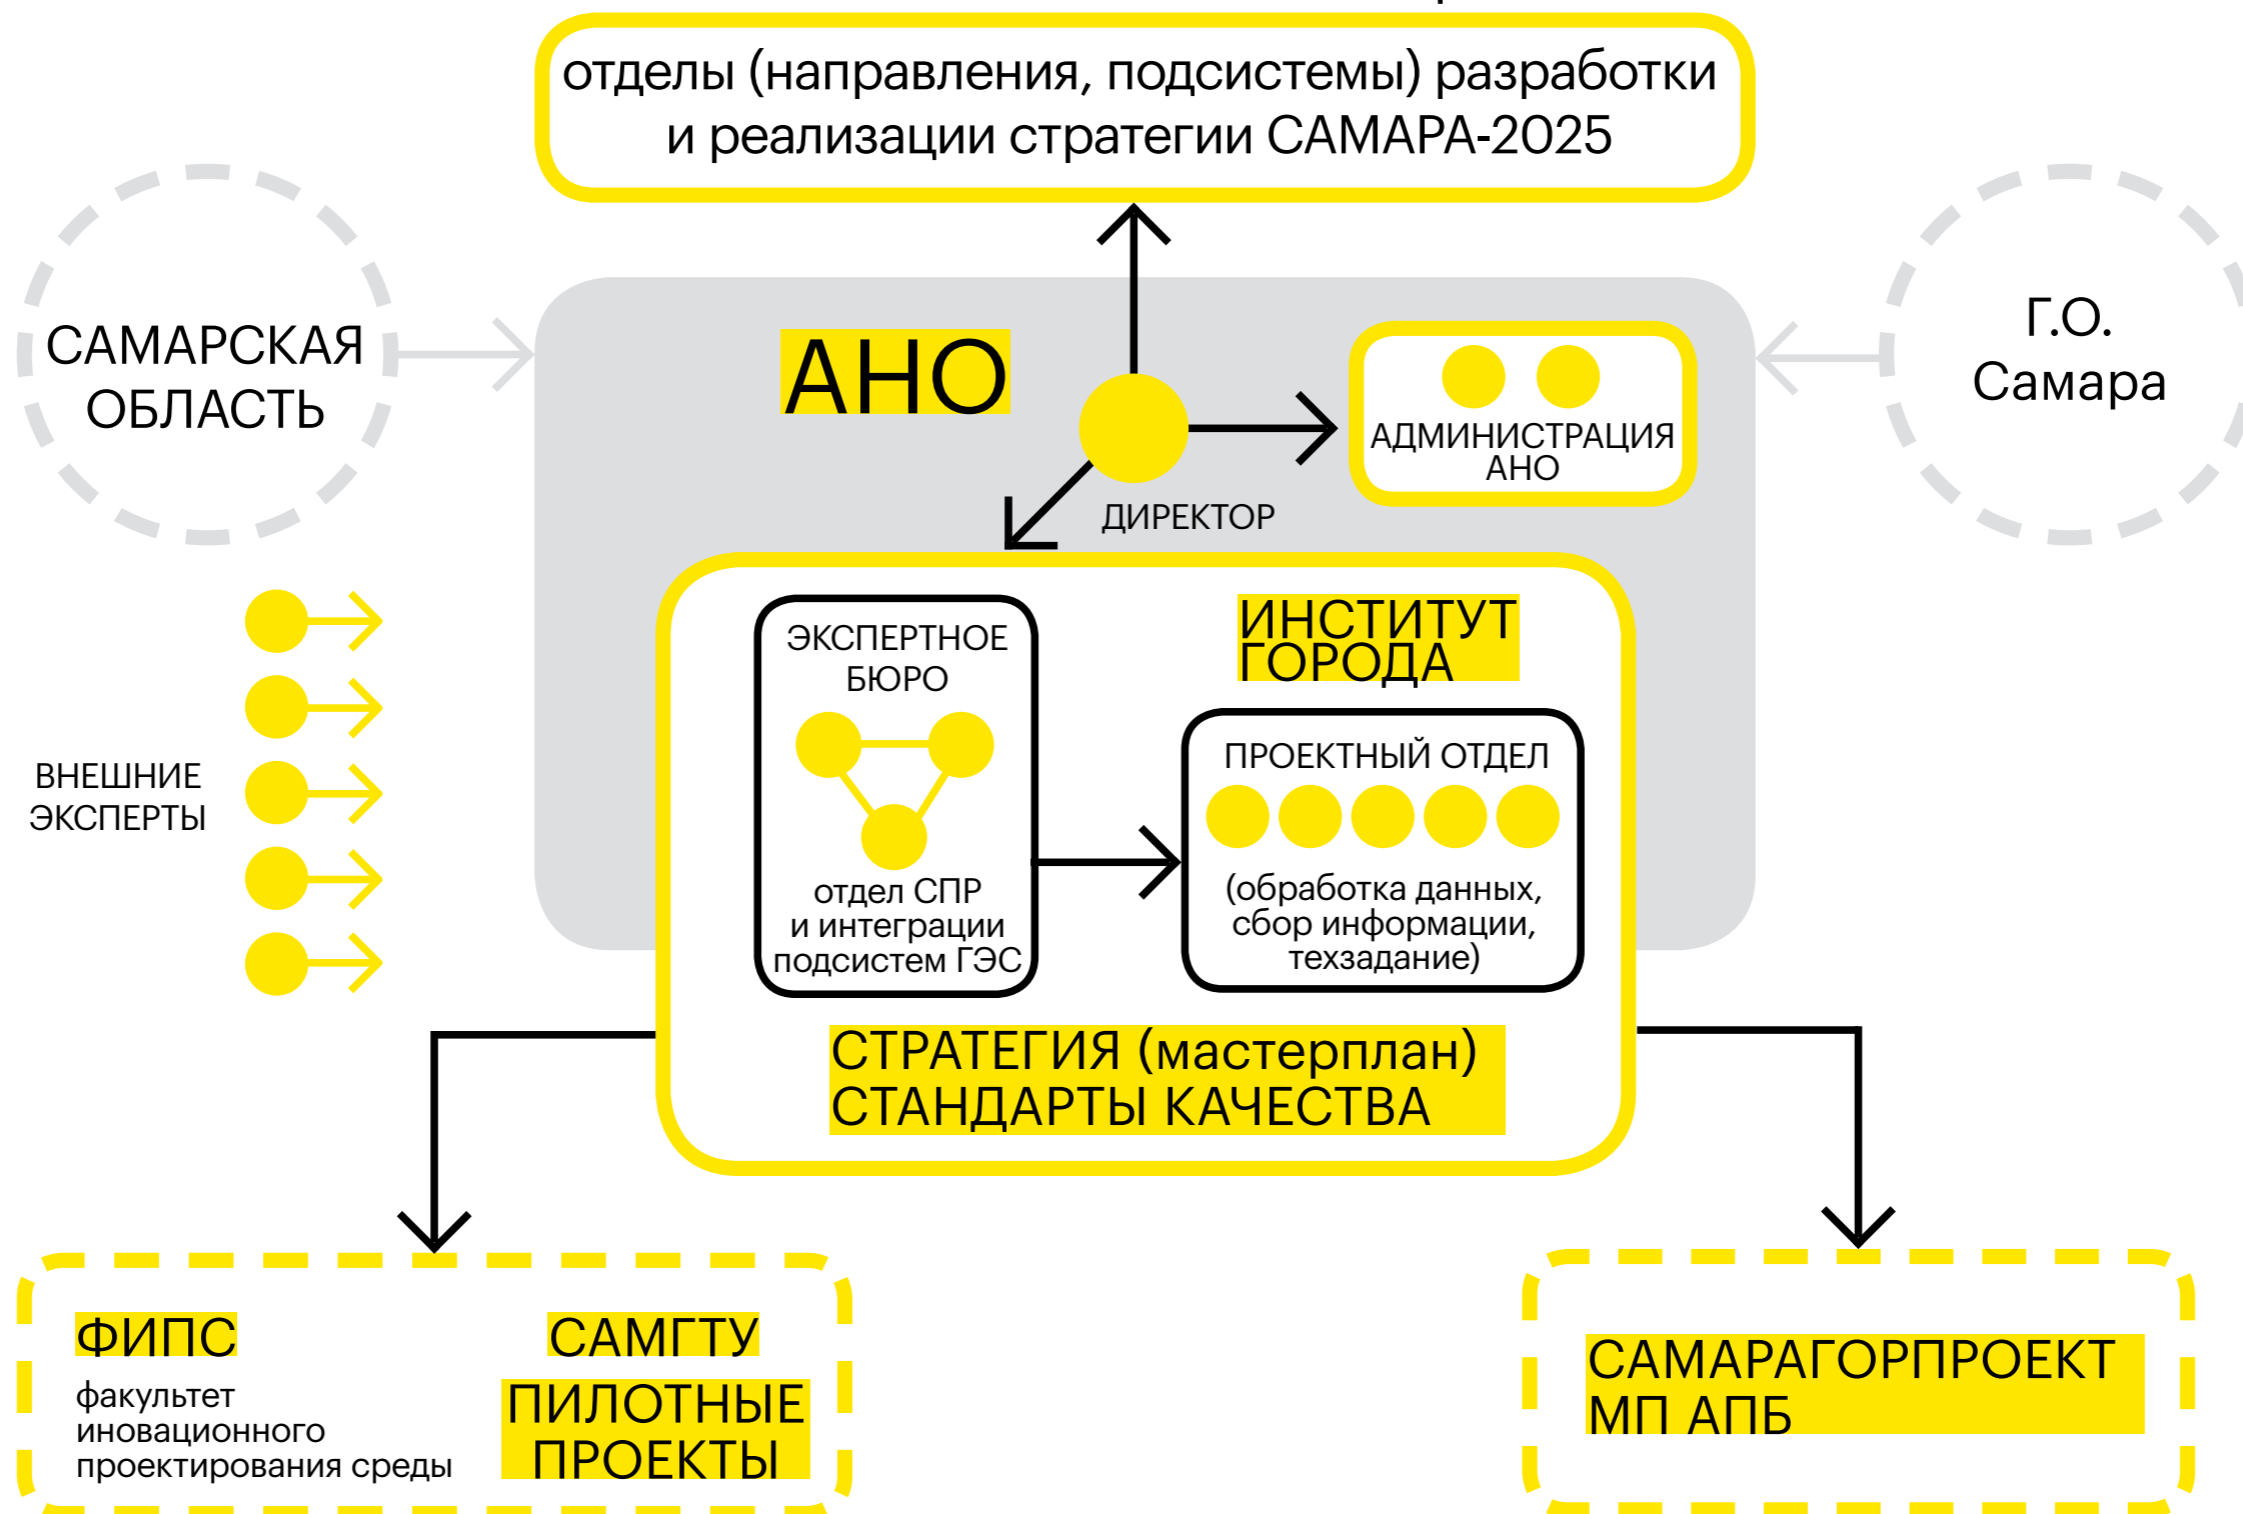 отделы (направления, подсистемы) разработки
и реализации стратегии САМАРА-2025
САМАРСКАЯ
ОБЛАСТЬ
АНО
Г.О.
Самара
АДМИНИСТРАЦИЯ
АНО
ДИРЕКТОР
ВНЕШНИЕ
ЭКСПЕРТЫ
ЭКСПЕРТНОЕ
БЮРО
отдел СПР
и интеграции
подсистем ГЭС
ИНСТИТУТ
ГОРОДА
ПРОЕКТНЫЙ ОТДЕЛ
(обработка данных,
сбор информации,
техзадание)
СТРАТЕГИЯ (мастерплан)
СТАНДАРТЫ КАЧЕСТВА
ФИПС
факультет
иновационного
проектирования среды
САМГТУ
ПИЛОТНЫЕ
ПРОЕКТЫ
САМАРАГОРПРОЕКТ
МП АПБ